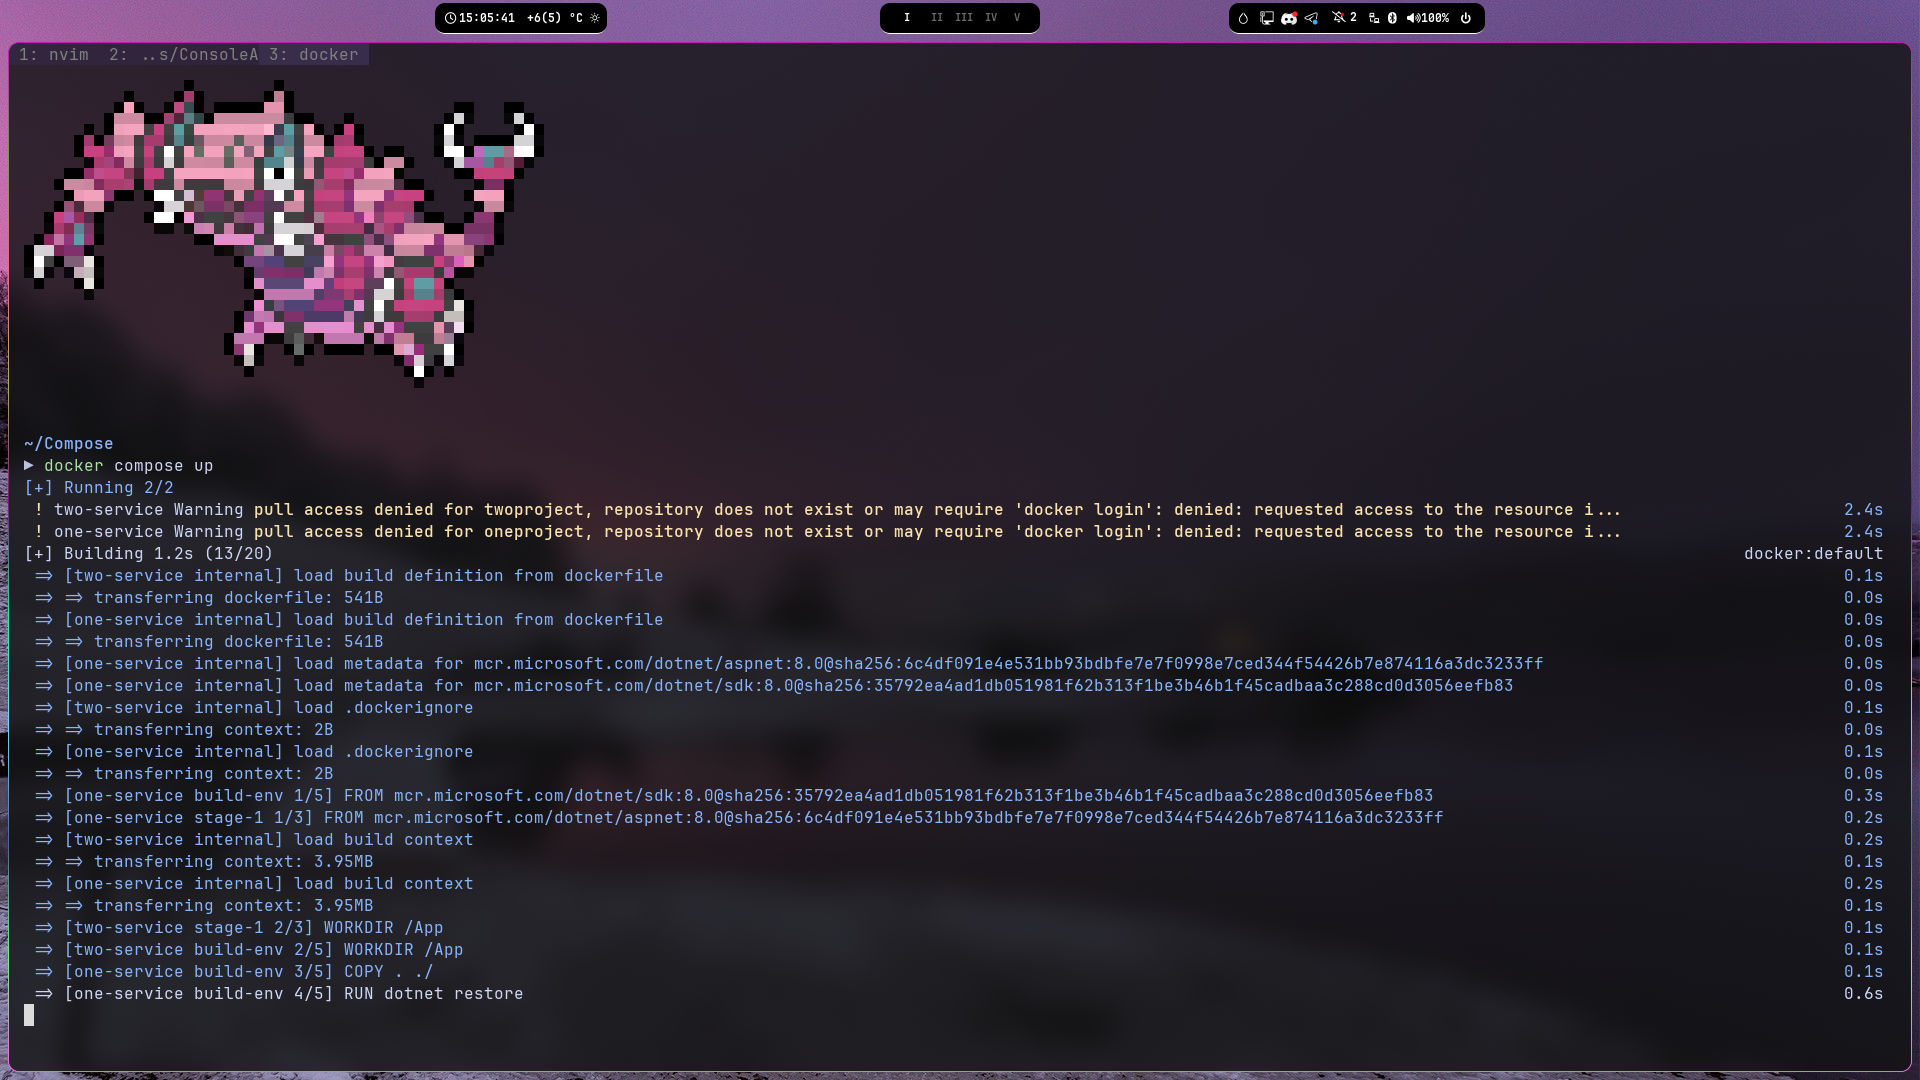 15:05:41 +6(5) °C
I II III IV V
2 100%
1: nvim 2: ..s/ConsoleA 3: docker
~/Compose
▶ docker compose up
[+] Running 2/2
! two-service Warning pull access denied for twoproject, repository does not exist or may require 'docker login': denied: requested access to the resource i... 2.4s
! one-service Warning pull access denied for oneproject, repository does not exist or may require 'docker login': denied: requested access to the resource i... 2.4s
[+] Building 1.2s (13/20) docker:default
=> [two-service internal] load build definition from dockerfile 0.1s
=> => transferring dockerfile: 541B 0.0s
=> [one-service internal] load build definition from dockerfile 0.0s
=> => transferring dockerfile: 541B 0.0s
=> [one-service internal] load metadata for mcr.microsoft.com/dotnet/aspnet:8.0@sha256:6c4df091e4e531bb93bdbfe7e7f0998e7ced344f54426b7e874116a3dc3233ff 0.0s
=> [one-service internal] load metadata for mcr.microsoft.com/dotnet/sdk:8.0@sha256:35792ea4ad1db051981f62b313f1be3b46b1f45cadbaa3c288cd0d3056eefb83 0.0s
=> [two-service internal] load .dockerignore 0.1s
=> => transferring context: 2B 0.0s
=> [one-service internal] load .dockerignore 0.1s
=> => transferring context: 2B 0.0s
=> [one-service build-env 1/5] FROM mcr.microsoft.com/dotnet/sdk:8.0@sha256:35792ea4ad1db051981f62b313f1be3b46b1f45cadbaa3c288cd0d3056eefb83 0.3s
=> [one-service stage-1 1/3] FROM mcr.microsoft.com/dotnet/aspnet:8.0@sha256:6c4df091e4e531bb93bdbfe7e7f0998e7ced344f54426b7e874116a3dc3233ff 0.2s
=> [two-service internal] load build context 0.2s
=> => transferring context: 3.95MB 0.1s
=> [one-service internal] load build context 0.2s
=> => transferring context: 3.95MB 0.1s
=> [two-service stage-1 2/3] WORKDIR /App 0.1s
=> [two-service build-env 2/5] WORKDIR /App 0.1s
=> [one-service build-env 3/5] COPY . ./ 0.1s
=> [one-service build-env 4/5] RUN dotnet restore 0.6s